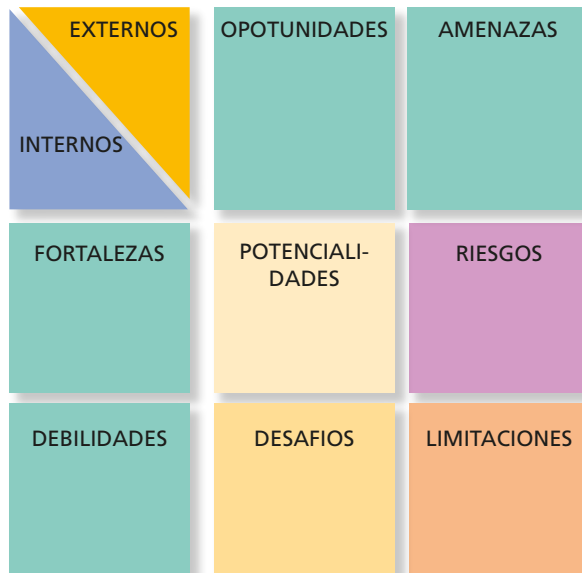 EXTERNOS
INTERNOS
OPOTUNIDADES
AMENAZAS
FORTALEZAS
POTENCIALI-
DADES
RIESGOS
DEBILIDADES
DESAFIOS
LIMITACIONES